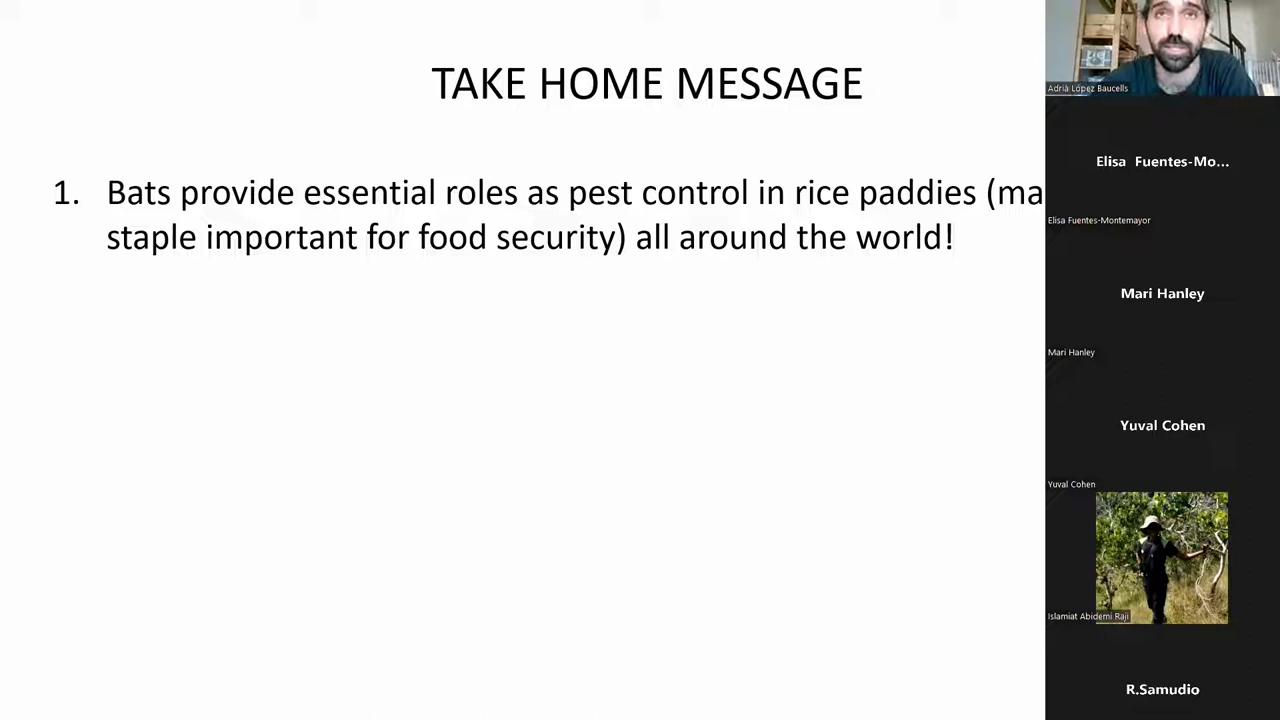 TAKE HOME MESSAGE
1. Bats provide essential roles as pest control in rice paddies (ma
staple important for food security) all around the world!
Adrià López Baucells
Elisa Fuentes-Mo...
Elisa Fuentes-Montemayor
Mari Hanley
Mari Hanley
Yuval Cohen
Yuval Cohen
Islamiat Abidemi Raji
R.Samudio